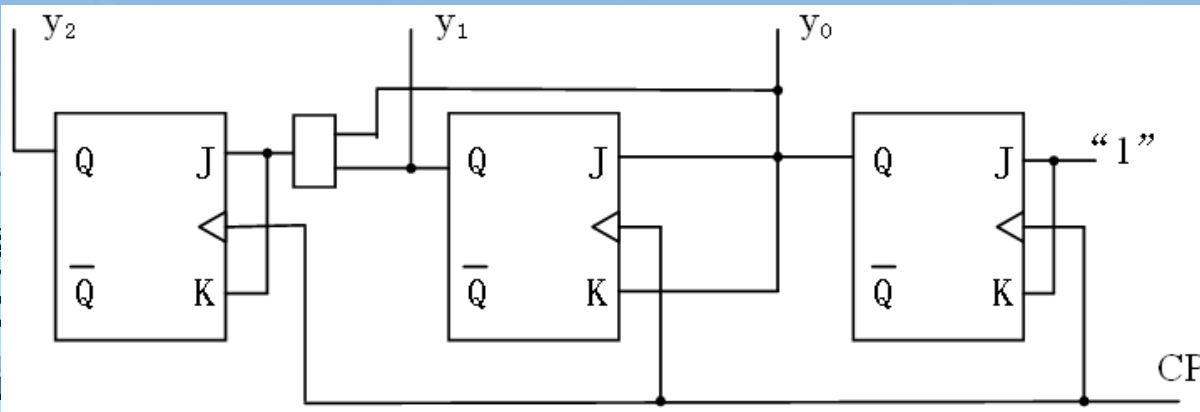 y₂ y₁ y₀
Q J Q J Q J “1”
Q̅ K Q̅ K Q̅ K
CP